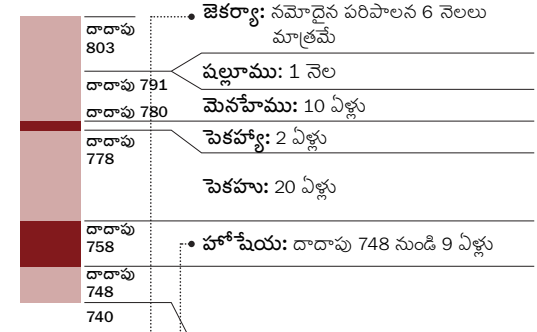 దాదాపు
803
• జెకర్యా: నమోదైన పరిపాలన 6 నెలలు
మాత్రమే
దాదాపు 791
షల్లూము: 1 నెల
దాదాపు 780
మెనహేము: 10 ఏళ్లు
దాదాపు
778
పెకహ్యా: 2 ఏళ్లు
పెకహు: 20 ఏళ్లు
దాదాపు
758
• హోషేయ: దాదాపు 748 నుండి 9 ఏళ్లు
దాదాపు
748
740